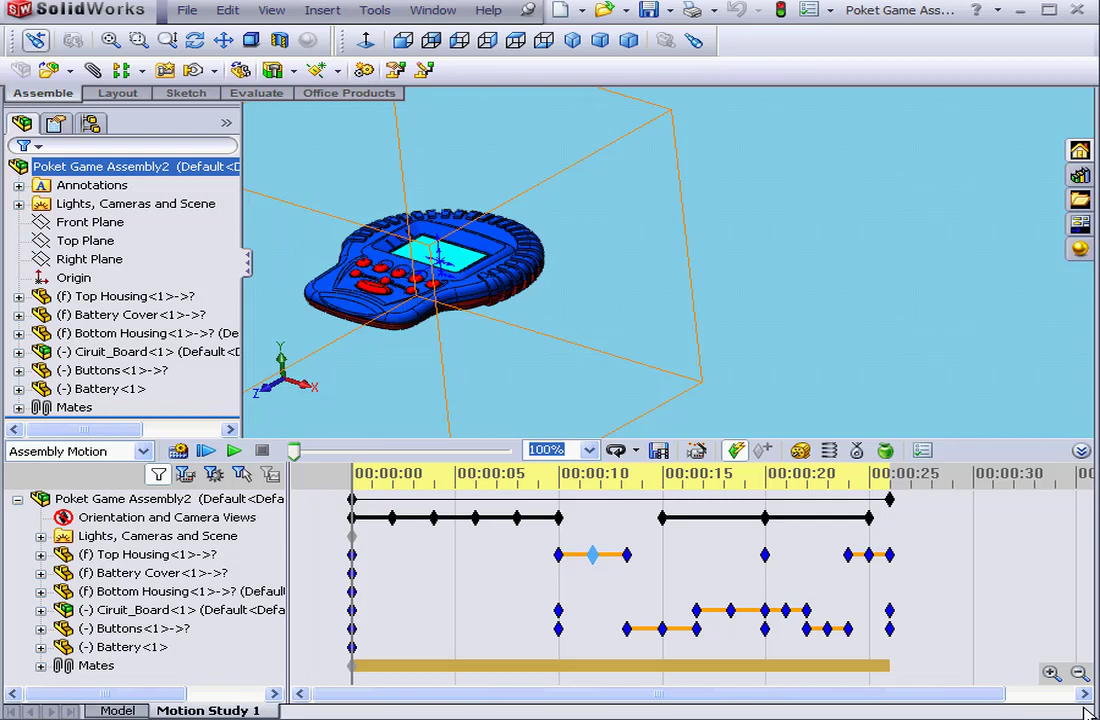 SW SolidWorks File Edit View Insert Tools Window Help Poket Game Ass... ?
Assemble Layout Sketch Evaluate Office Products
Poket Game Assembly2 (Default<D
A Annotations
Lights, Cameras and Scene
Front Plane
Top Plane
Right Plane
Origin
(f) Top Housing<1>->?
(f) Battery Cover<1>->?
(f) Bottom Housing<1>->? (De
(-) Ciruit_Board<1> (Default<D
(-) Buttons<1>->?
(-) Battery<1>
Mates
Y
X
Z
Assembly Motion 100%
00:00:00 00:00:05 00:00:10 00:00:15 00:00:20 00:00:25 00:00:30 00
Poket Game Assembly2 (Default<Defa
Orientation and Camera Views
Lights, Cameras and Scene
(f) Top Housing<1>->?
(f) Battery Cover<1>->?
(f) Bottom Housing<1>->? (Defaul
(-) Ciruit_Board<1> (Default<Defa
(-) Buttons<1>->?
(-) Battery<1>
Mates
Model Motion Study 1